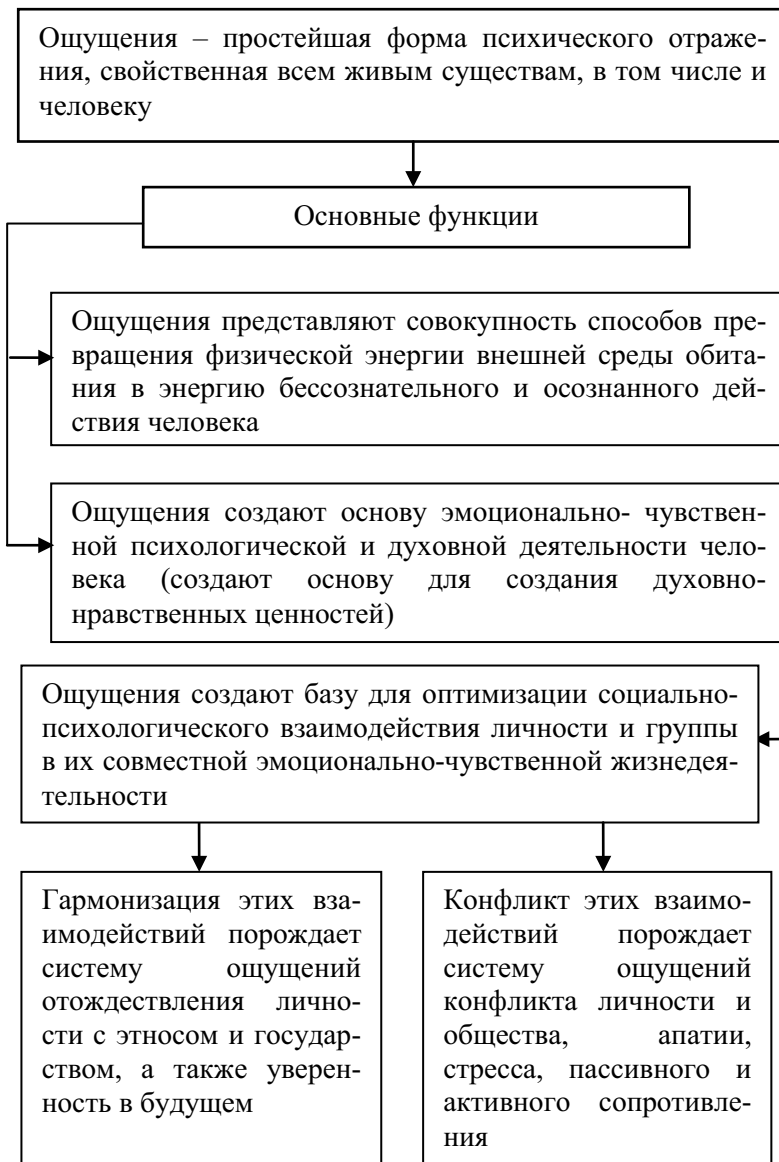 Ощущения – простейшая форма психического отраже-
ния, свойственная всем живым существам, в том числе и
человеку
Основные функции
Ощущения представляют совокупность способов пре-
вращения физической энергии внешней среды обита-
ния в энергию бессознательного и осознанного дей-
ствия человека
Ощущения создают основу эмоционально- чувствен-
ной психологической и духовной деятельности чело-
века (создают основу для создания духовно-
нравственных ценностей)
Ощущения создают базу для оптимизации социально-
психологического взаимодействия личности и группы
в их совместной эмоционально-чувственной жизнедея-
тельности
Гармонизация этих вза-
имодействий порождает
систему ощущений
отождествления лично-
сти с этносом и государ-
ством, а также уверен-
ность в будущем
Конфликт этих взаимо-
действий порождает
систему ощущений
конфликта личности и
общества, апатии,
стресса, пассивного и
активного сопротивле-
ния